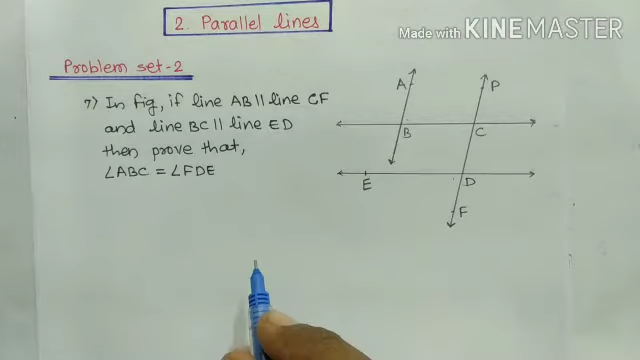 2. Parallel lines
Made with KINEMASTER
Problem set-2
7) In fig, if line AB || line CF
and line BC || line ED
then prove that,
∠ABC = ∠FDE
A
P
B
C
E
D
F